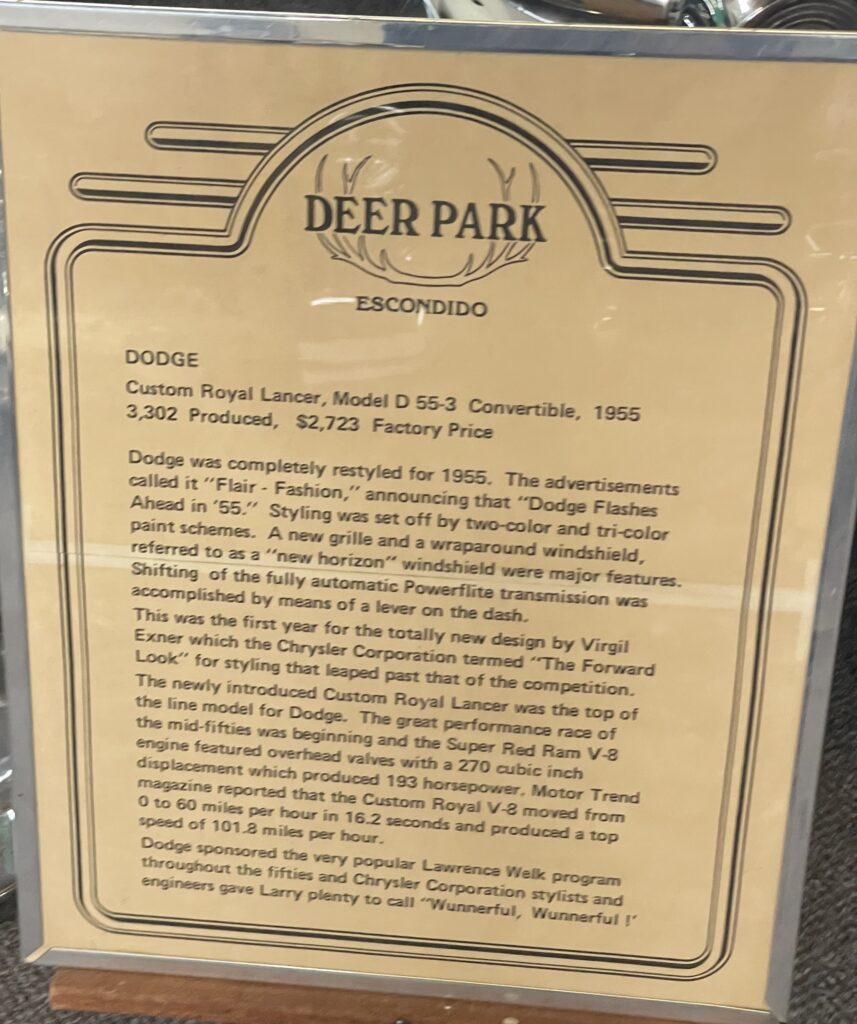 DEER PARK
ESCONDIDO
DODGE
Custom Royal Lancer, Model D 55-3 Convertible, 1955
3,302 Produced, $2,723 Factory Price
Dodge was completely restyled for 1955. The advertisements
called it "Flair - Fashion," announcing that "Dodge Flashes
Ahead in '55." Styling was set off by two-color and tri-color
paint schemes. A new grille and a wraparound windshield,
referred to as a "new horizon" windshield were major features.
Shifting of the fully automatic Powerflite transmission was
accomplished by means of a lever on the dash.
This was the first year for the totally new design by Virgil
Exner which the Chrysler Corporation termed "The Forward
Look" for styling that leaped past that of the competition.
The newly introduced Custom Royal Lancer was the top of
the line model for Dodge. The great performance race of
the mid-fifties was beginning and the Super Red Ram V-8
engine featured overhead valves with a 270 cubic inch
displacement which produced 193 horsepower. Motor Trend
magazine reported that the Custom Royal V-8 moved from
0 to 60 miles per hour in 16.2 seconds and produced a top
speed of 101.8 miles per hour.
Dodge sponsored the very popular Lawrence Welk program
throughout the fifties and Chrysler Corporation stylists and
engineers gave Larry plenty to call "Wunnerful, Wunnerful !'